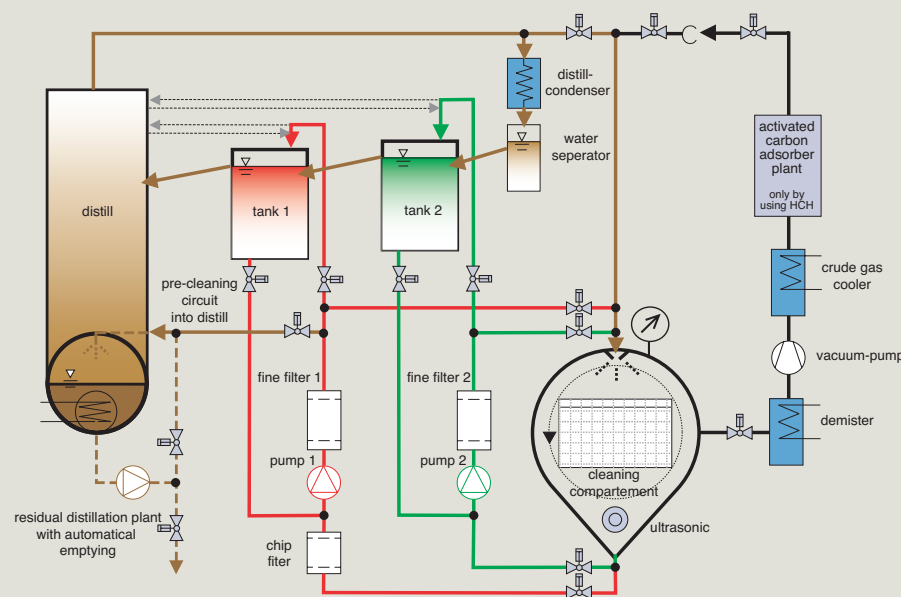 distill-
condenser
water
seperator
activated
carbon
adsorber
plant
only by
using HCH
distill
tank 1
tank 2
pre-cleaning
circuit
into distill
crude gas
cooler
vacuum-pump
fine filter 1
fine filter 2
demister
pump 1
pump 2
cleaning
compartement
ultrasonic
residual distillation plant
with automatical
emptying
chip
fiter